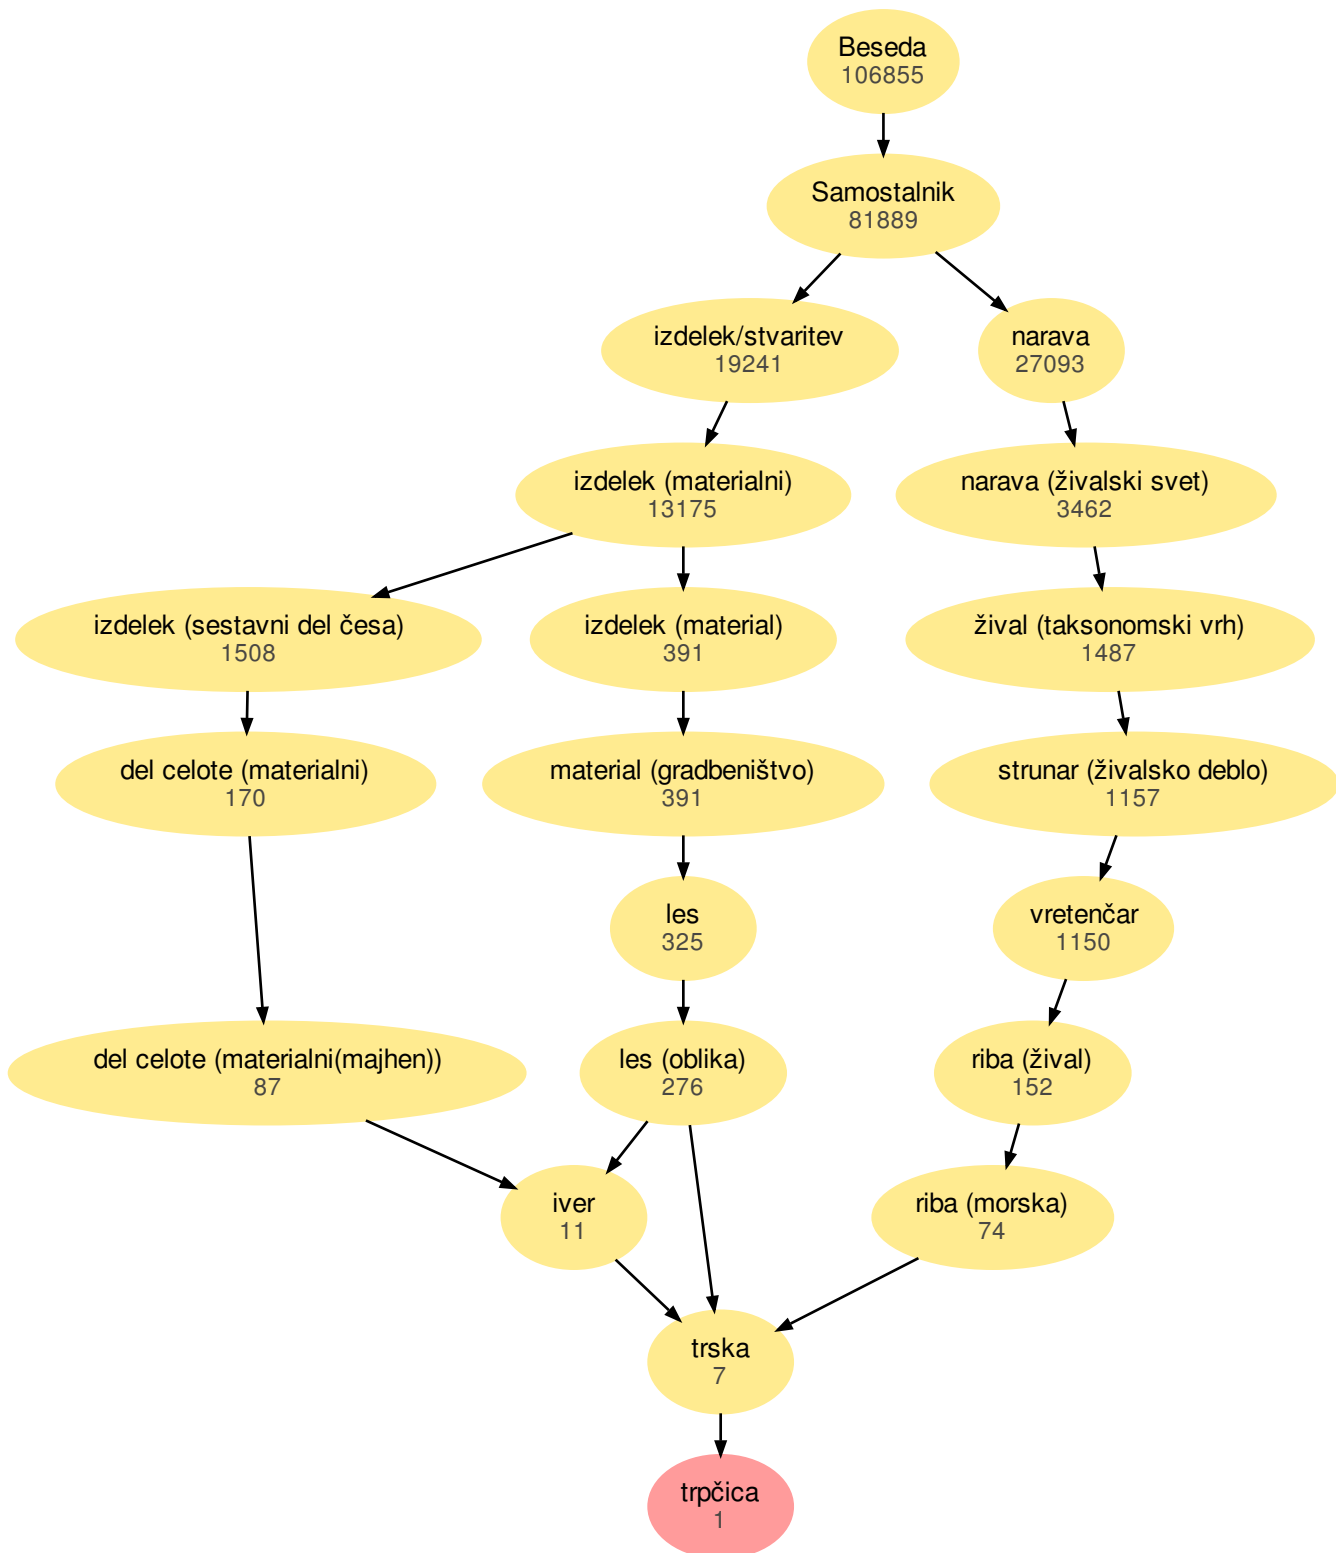 Beseda
106855
Samostalnik
81889
izdelek/stvaritev
19241
narava
27093
izdelek (materialni)
13175
narava (živalski svet)
3462
izdelek (sestavni del česa)
1508
izdelek (material)
391
žival (taksonomski vrh)
1487
del celote (materialni)
170
material (gradbeništvo)
391
strunar (živalsko deblo)
1157
les
325
vretenčar
1150
del celote (materialni(majhen))
87
les (oblika)
276
riba (žival)
152
iver
11
riba (morska)
74
trska
7
trpčica
1